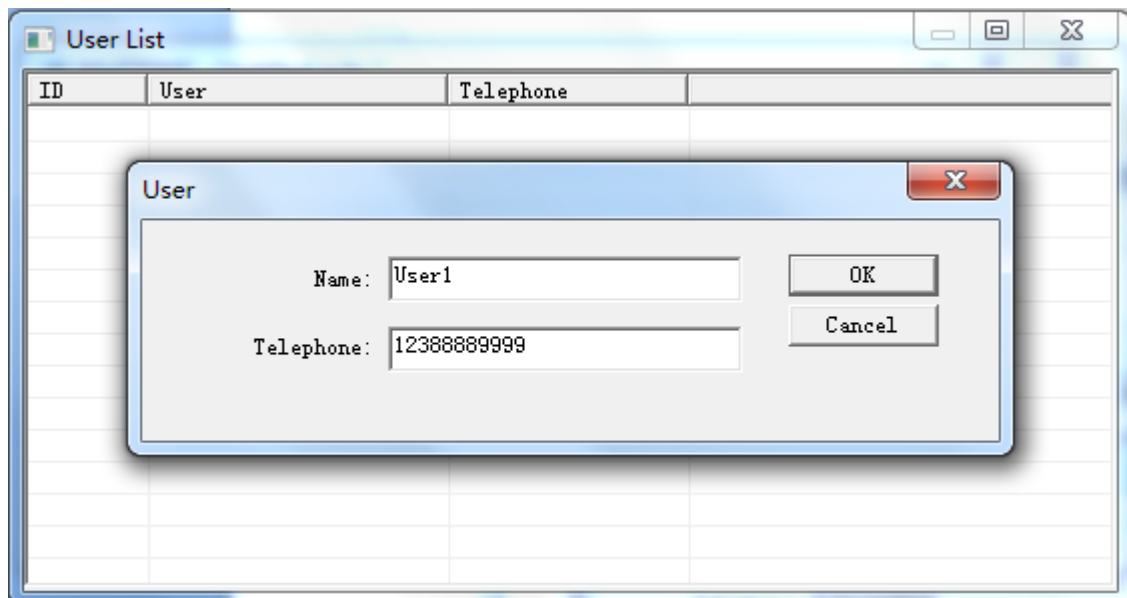 User List
ID User Telephone
User
Name: User1 OK
Cancel
Telephone: 12388889999